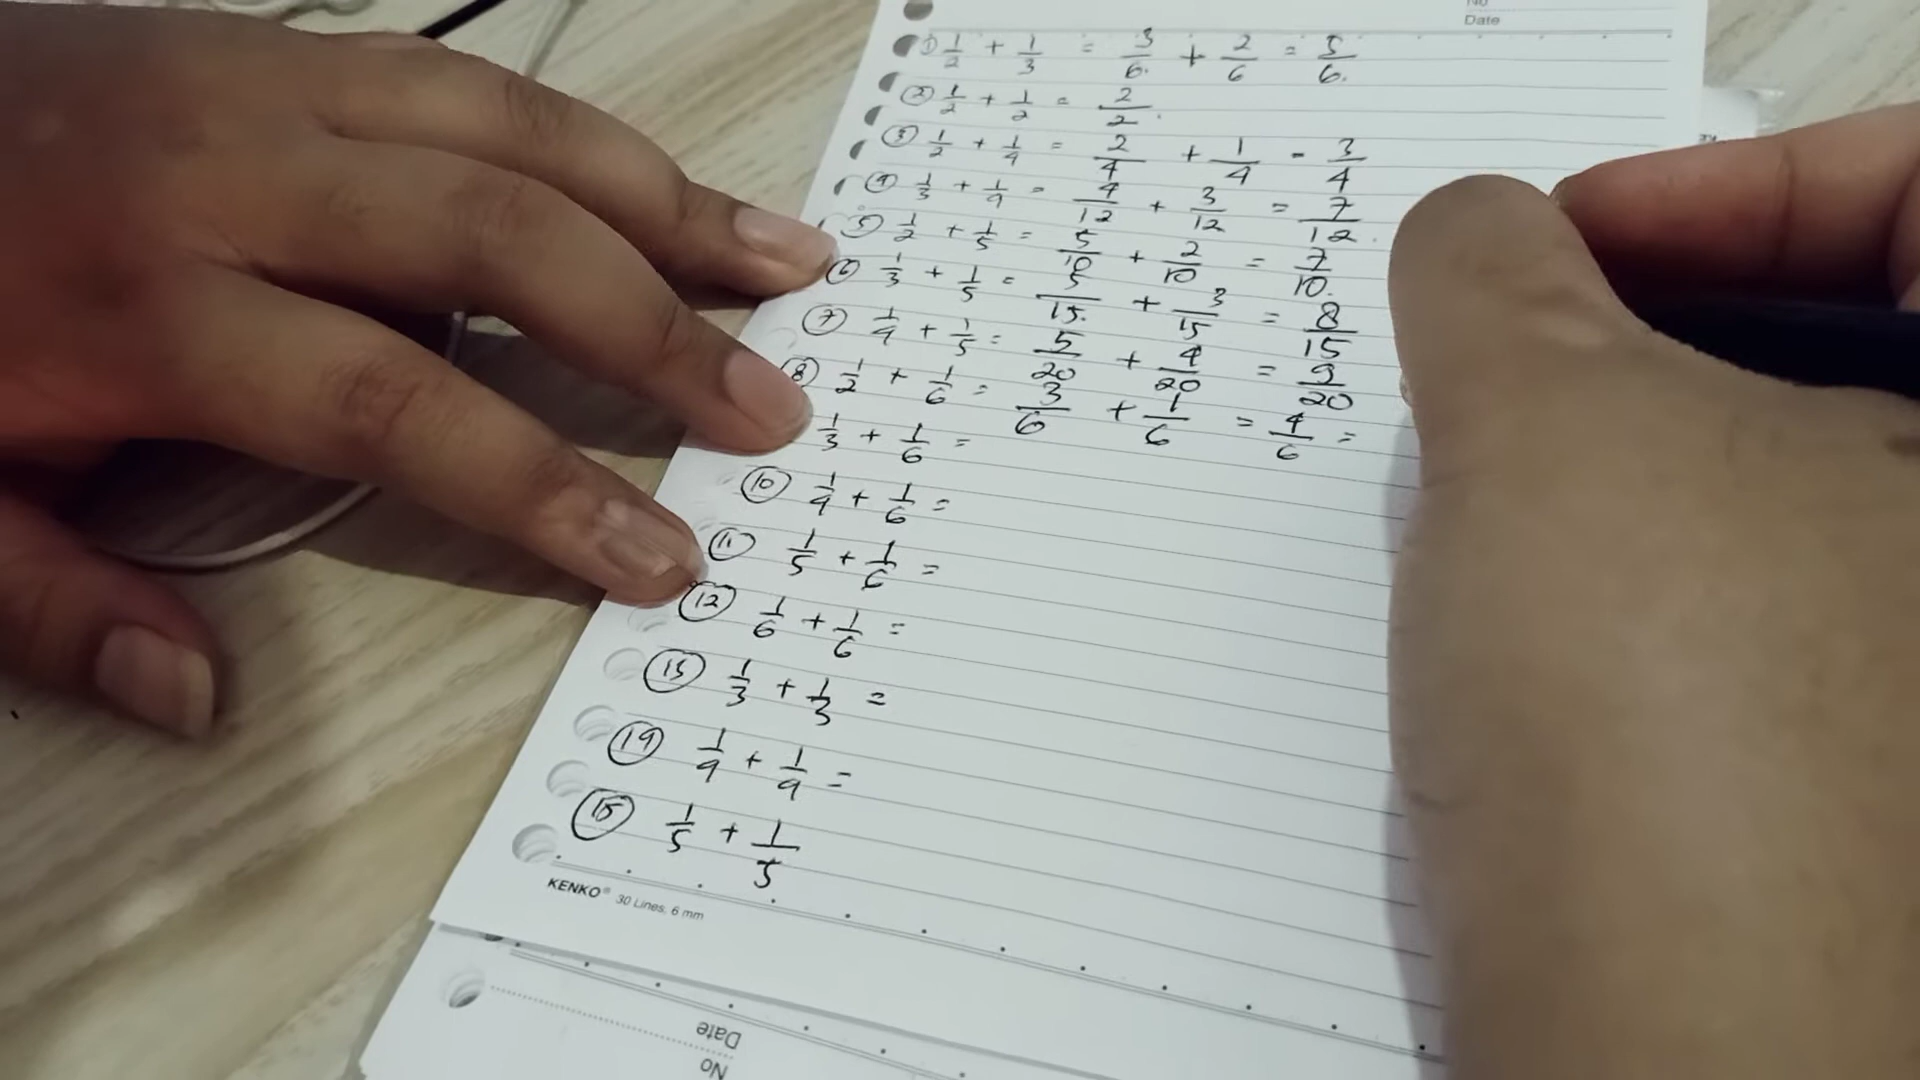 No
Date
① 1/2 + 1/3 = 3/6. + 2/6 = 5/6.
② 1/2 + 1/2 = 2/2.
③ 1/2 + 1/4 = 2/4 + 1/4 = 3/4
④ 1/3 + 1/4 = 4/12 + 3/12 = 7/12.
⑤ 1/2 + 1/5 = 5/10 + 2/10 = 7/10.
⑥ 1/3 + 1/5 = 5/15. + 3/15 = 8/15
⑦ 1/4 + 1/5 = 5/20 + 4/20 = 9/20
⑧ 1/2 + 1/6 = 3/6 + 1/6 = 4/6 =
1/3 + 1/6 =
⑩ 1/4 + 1/6 =
⑪ 1/5 + 1/6 =
⑫ 1/6 + 1/6 =
⑬ 1/3 + 1/3 =
⑭ 1/4 + 1/4 =
⑮ 1/5 + 1/5
KENKO® 30 Lines, 6 mm
Date
No